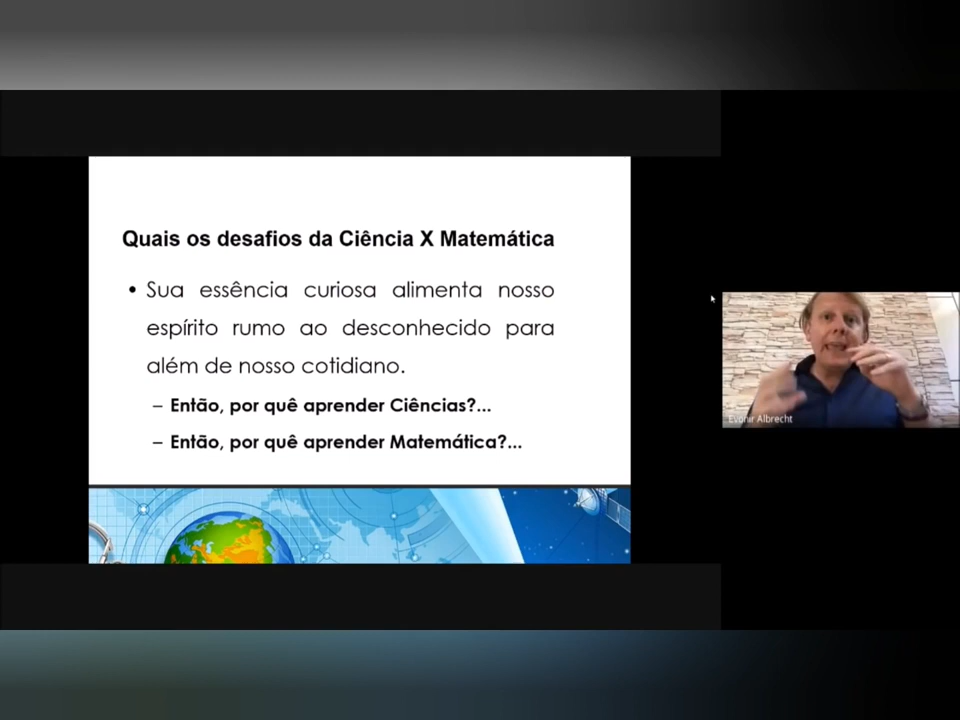 Quais os desafios da Ciência X Matemática
• Sua essência curiosa alimenta nosso
espírito rumo ao desconhecido para
além de nosso cotidiano.
– Então, por quê aprender Ciências?...
– Então, por quê aprender Matemática?...
Evonir Albrecht